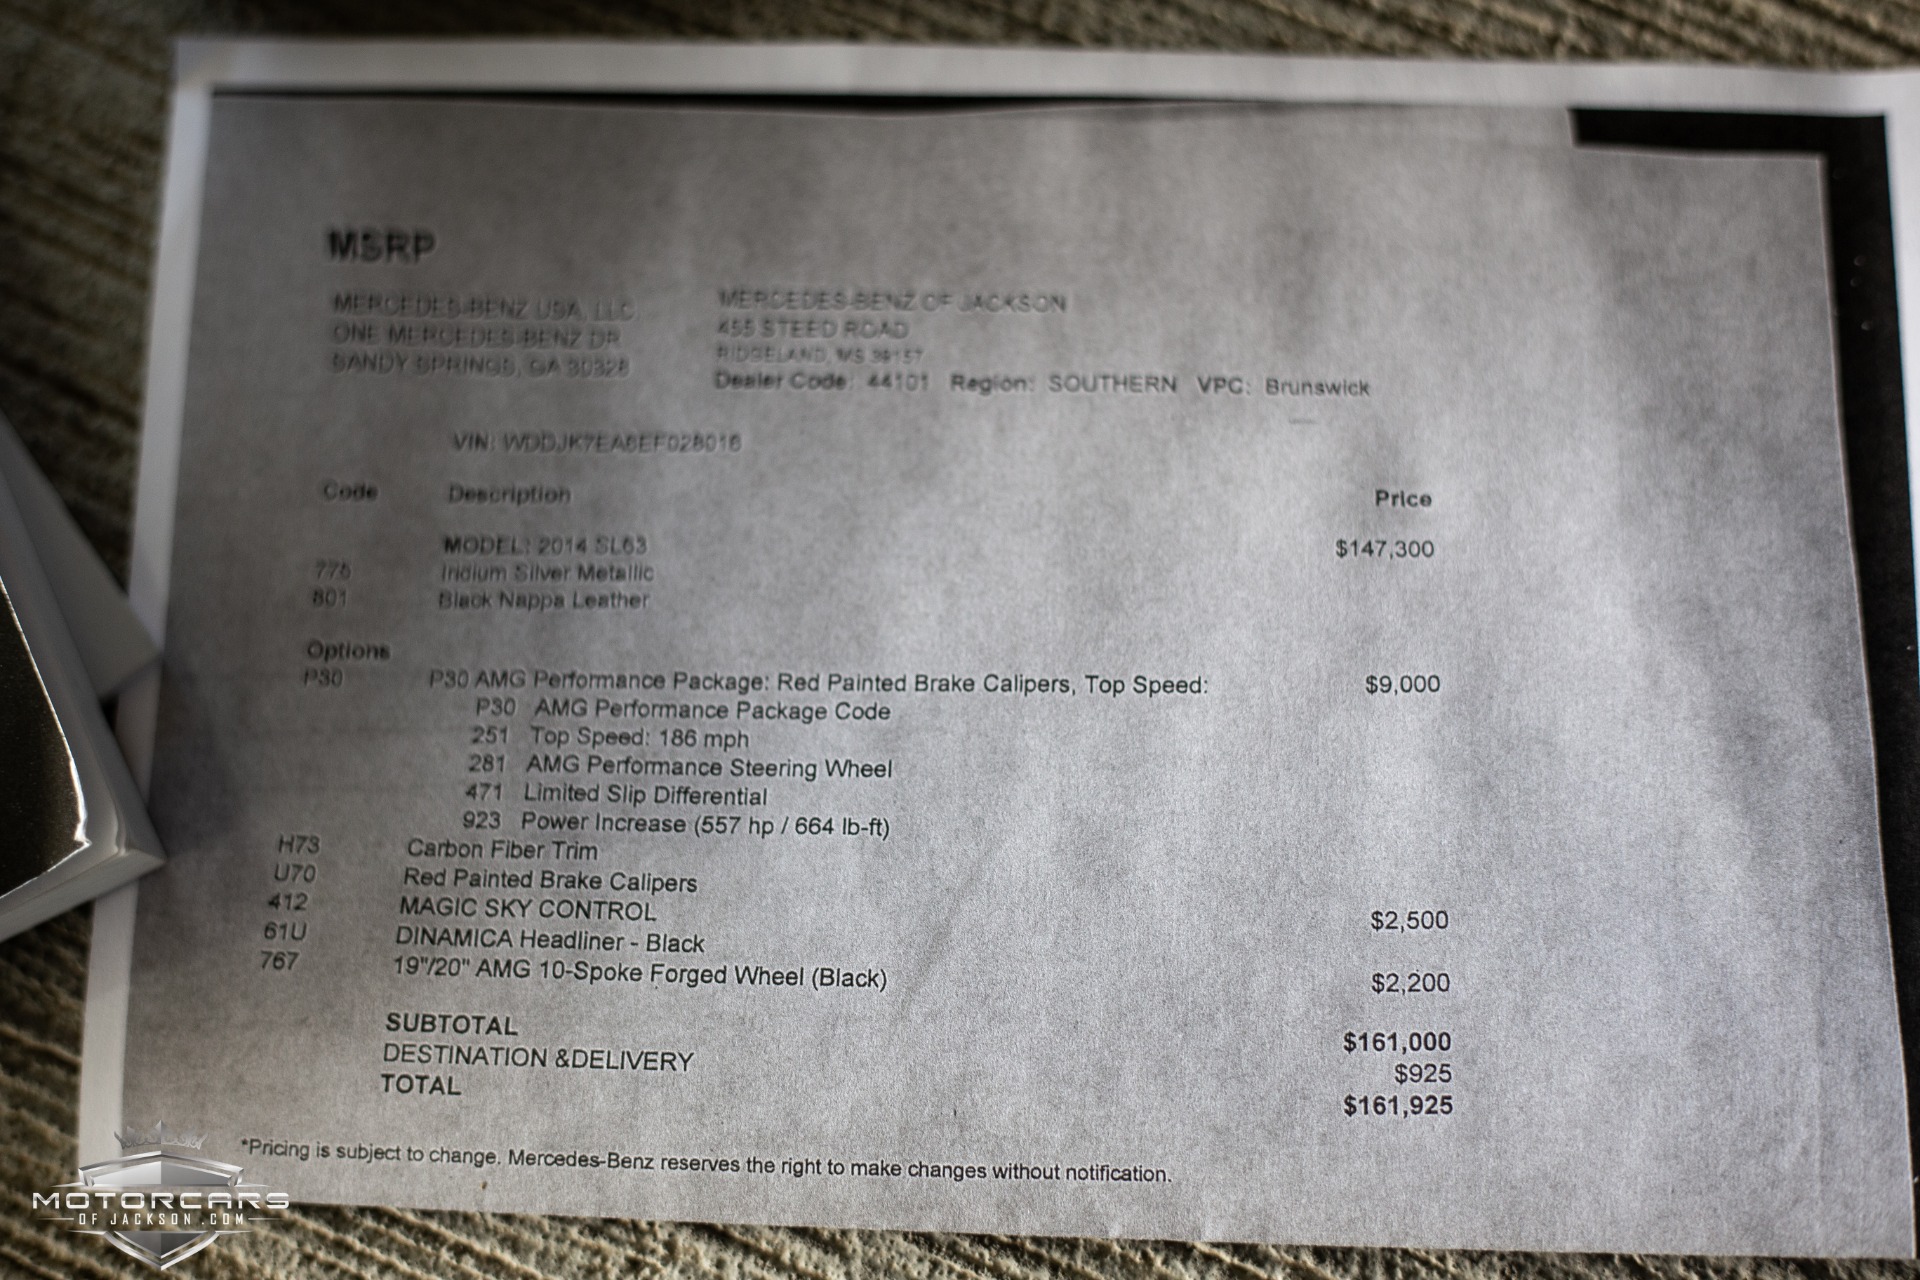 MSRP
MERCEDES-BENZ USA, LLC
ONE MERCEDES-BENZ DR
SANDY SPRINGS, GA 30328
MERCEDES-BENZ OF JACKSON
455 STEED ROAD
RIDGELAND, MS 39157
Dealer Code: 44101 Region: SOUTHERN VPC: Brunswick
VIN: WDDJK7EA6EF028016
Code Description Price
MODEL: 2014 SL63 $147,300
775 Iridium Silver Metallic
801 Black Nappa Leather
Options
P30 P30 AMG Performance Package: Red Painted Brake Calipers, Top Speed: $9,000
P30 AMG Performance Package Code
251 Top Speed: 186 mph
281 AMG Performance Steering Wheel
471 Limited Slip Differential
923 Power Increase (557 hp / 664 lb-ft)
H73 Carbon Fiber Trim
U70 Red Painted Brake Calipers
412 MAGIC SKY CONTROL $2,500
61U DINAMICA Headliner - Black
767 19"/20" AMG 10-Spoke Forged Wheel (Black) $2,200
SUBTOTAL $161,000
DESTINATION &DELIVERY $925
TOTAL $161,925
*Pricing is subject to change. Mercedes-Benz reserves the right to make changes without notification.
MOTORCARS
OF JACKSON.COM